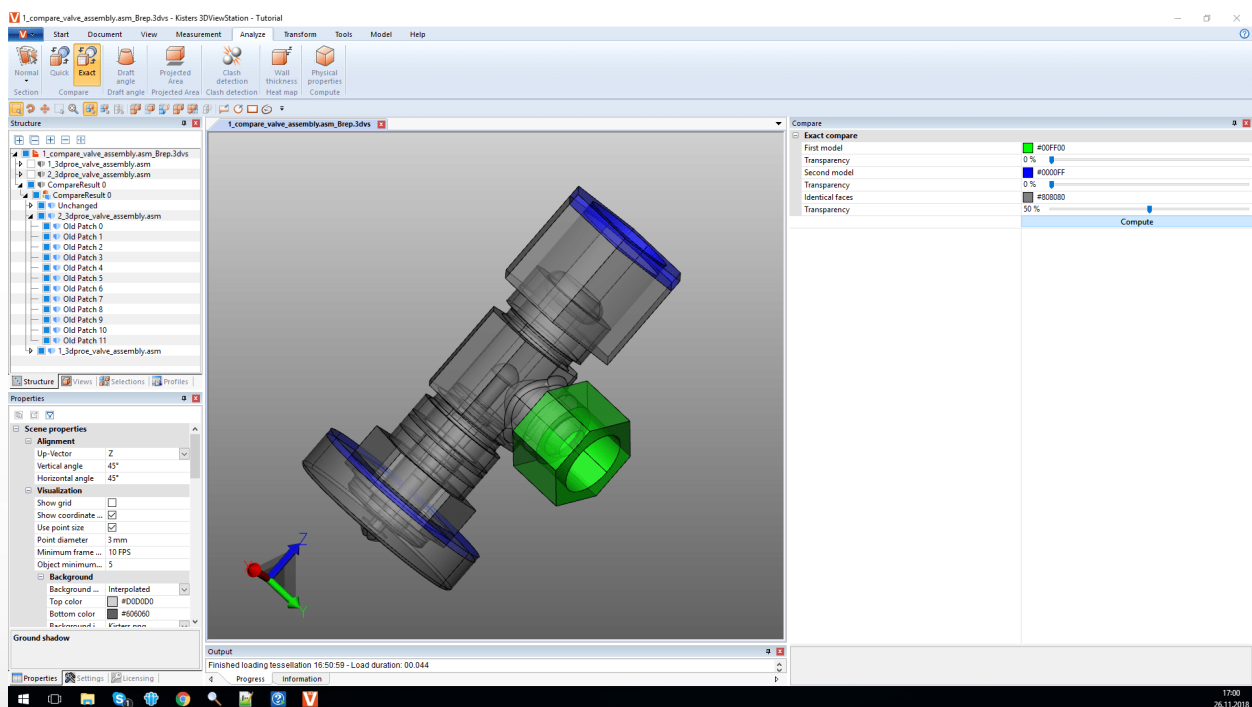 1_compare_valve_assembly.asm_Brep.3dvs - Kisters 3DViewStation - Tutorial
Start Document View Measurement Analyze Transform Tools Model Help
Normal Quick Exact Draft angle Projected Area Clash detection Wall thickness Physical properties
Section Compare Draft angle Projected Area Clash detection Heat map Compute
Structure
1_compare_valve_assembly.asm_Brep.3dvs
1_3dproe_valve_assembly.asm
2_3dproe_valve_assembly.asm
CompareResult 0
CompareResult 0
Unchanged
2_3dproe_valve_assembly.asm
Old Patch 0
Old Patch 1
Old Patch 2
Old Patch 3
Old Patch 4
Old Patch 5
Old Patch 6
Old Patch 7
Old Patch 8
Old Patch 9
Old Patch 10
Old Patch 11
1_3dproe_valve_assembly.asm
Structure Views Selections Profiles
Properties
Scene properties
Alignment
Up-Vector Z
Vertical angle 45°
Horizontal angle 45°
Visualization
Show grid
Show coordinate ...
Use point size
Point diameter 3 mm
Minimum frame ... 10 FPS
Object minimum... 5
Background
Background ... Interpolated
Top color #D0D0D0
Bottom color #606060
Ground shadow
Properties Settings Licensing
1_compare_valve_assembly.asm_Brep.3dvs
Z
Y
Output
Finished loading tessellation 16:50:59 - Load duration: 00.044
Progress Information
Compare
Exact compare
First model #00FF00
Transparency 0 %
Second model #0000FF
Transparency 0 %
Identical faces #808080
Transparency 50 %
Compute
17:00
26.11.2018